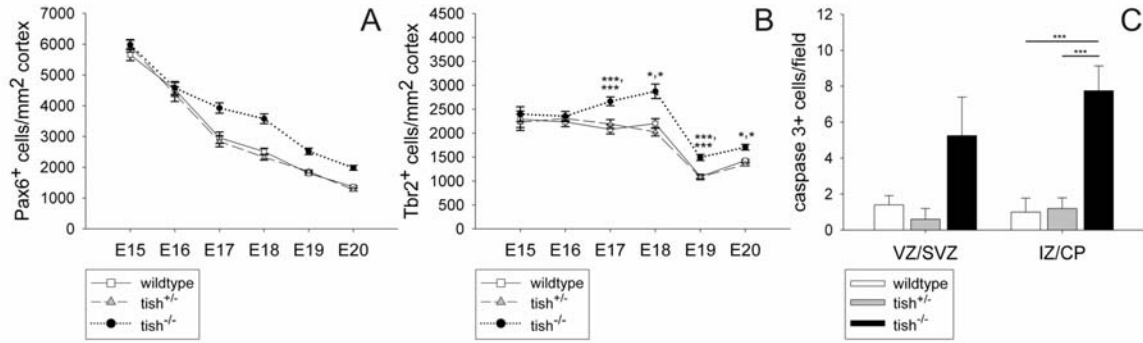 A
Pax6+ cells/mm2 cortex
7000
6000
5000
4000
3000
2000
1000
0
E15 E16 E17 E18 E19 E20
wildtype
tish+/-
tish-/-
B
Tbr2+ cells/mm2 cortex
4500
4000
3500
3000
2500
2000
1500
1000
500
0
***,
***
*,*
***,
***
*,*
E15 E16 E17 E18 E19 E20
wildtype
tish+/-
tish-/-
C
caspase 3+ cells/field
12
10
8
6
4
2
0
***
***
VZ/SVZ IZ/CP
wildtype
tish+/-
tish-/-